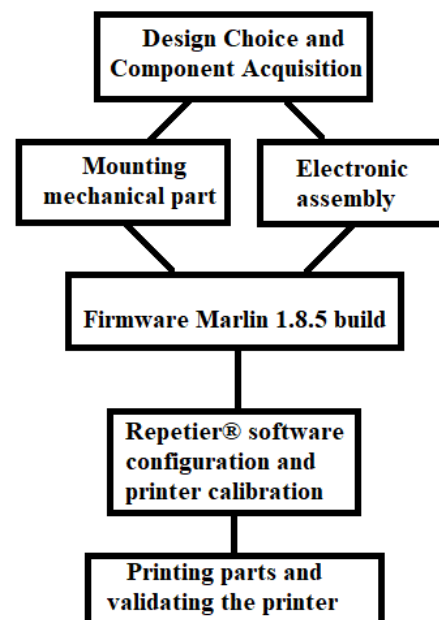 Design Choice and
Component Acquisition
Mounting
mechanical part
Electronic
assembly
Firmware Marlin 1.8.5 build
Repetier® software
configuration and
printer calibration
Printing parts and
validating the printer